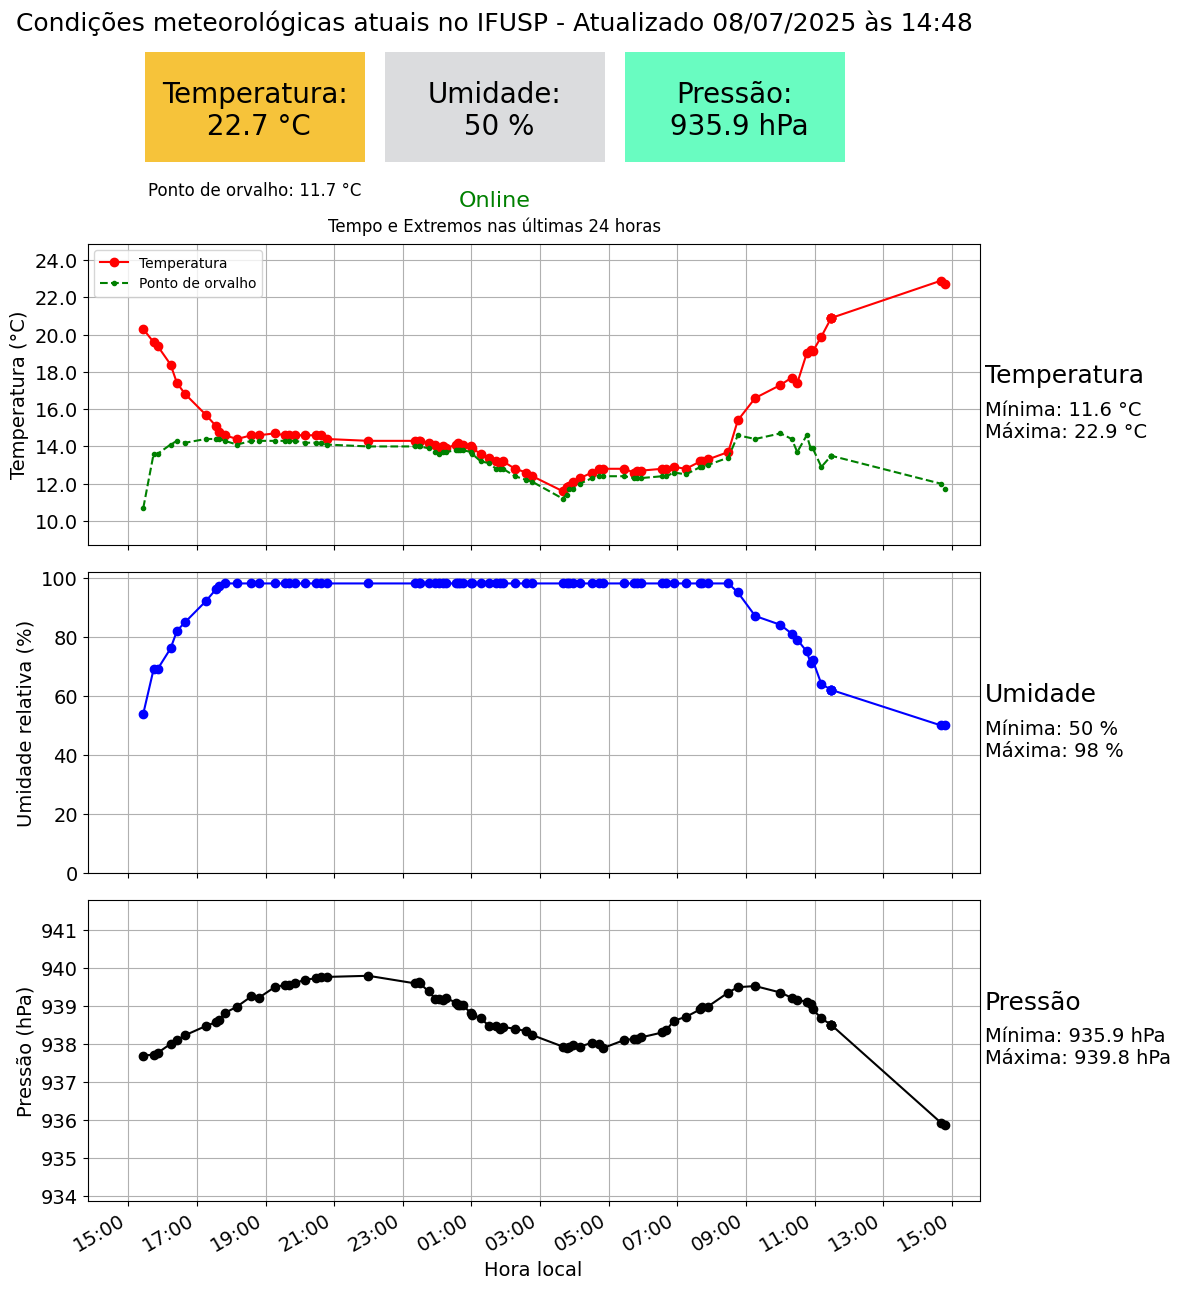 Condições meteorológicas atuais no IFUSP - Atualizado 08/07/2025 às 14:48
Temperatura:
22.7 °C
Umidade:
50 %
Pressão:
935.9 hPa
Ponto de orvalho: 11.7 °C
Online
Tempo e Extremos nas últimas 24 horas
Temperatura
Ponto de orvalho
Temperatura (°C)
24.0
22.0
20.0
18.0
16.0
14.0
12.0
10.0
Temperatura
Mínima: 11.6 °C
Máxima: 22.9 °C
Umidade relativa (%)
100
80
60
40
20
0
Umidade
Mínima: 50 %
Máxima: 98 %
Pressão (hPa)
941
940
939
938
937
936
935
934
Pressão
Mínima: 935.9 hPa
Máxima: 939.8 hPa
15:00 17:00 19:00 21:00 23:00 01:00 03:00 05:00 07:00 09:00 11:00 13:00 15:00
Hora local